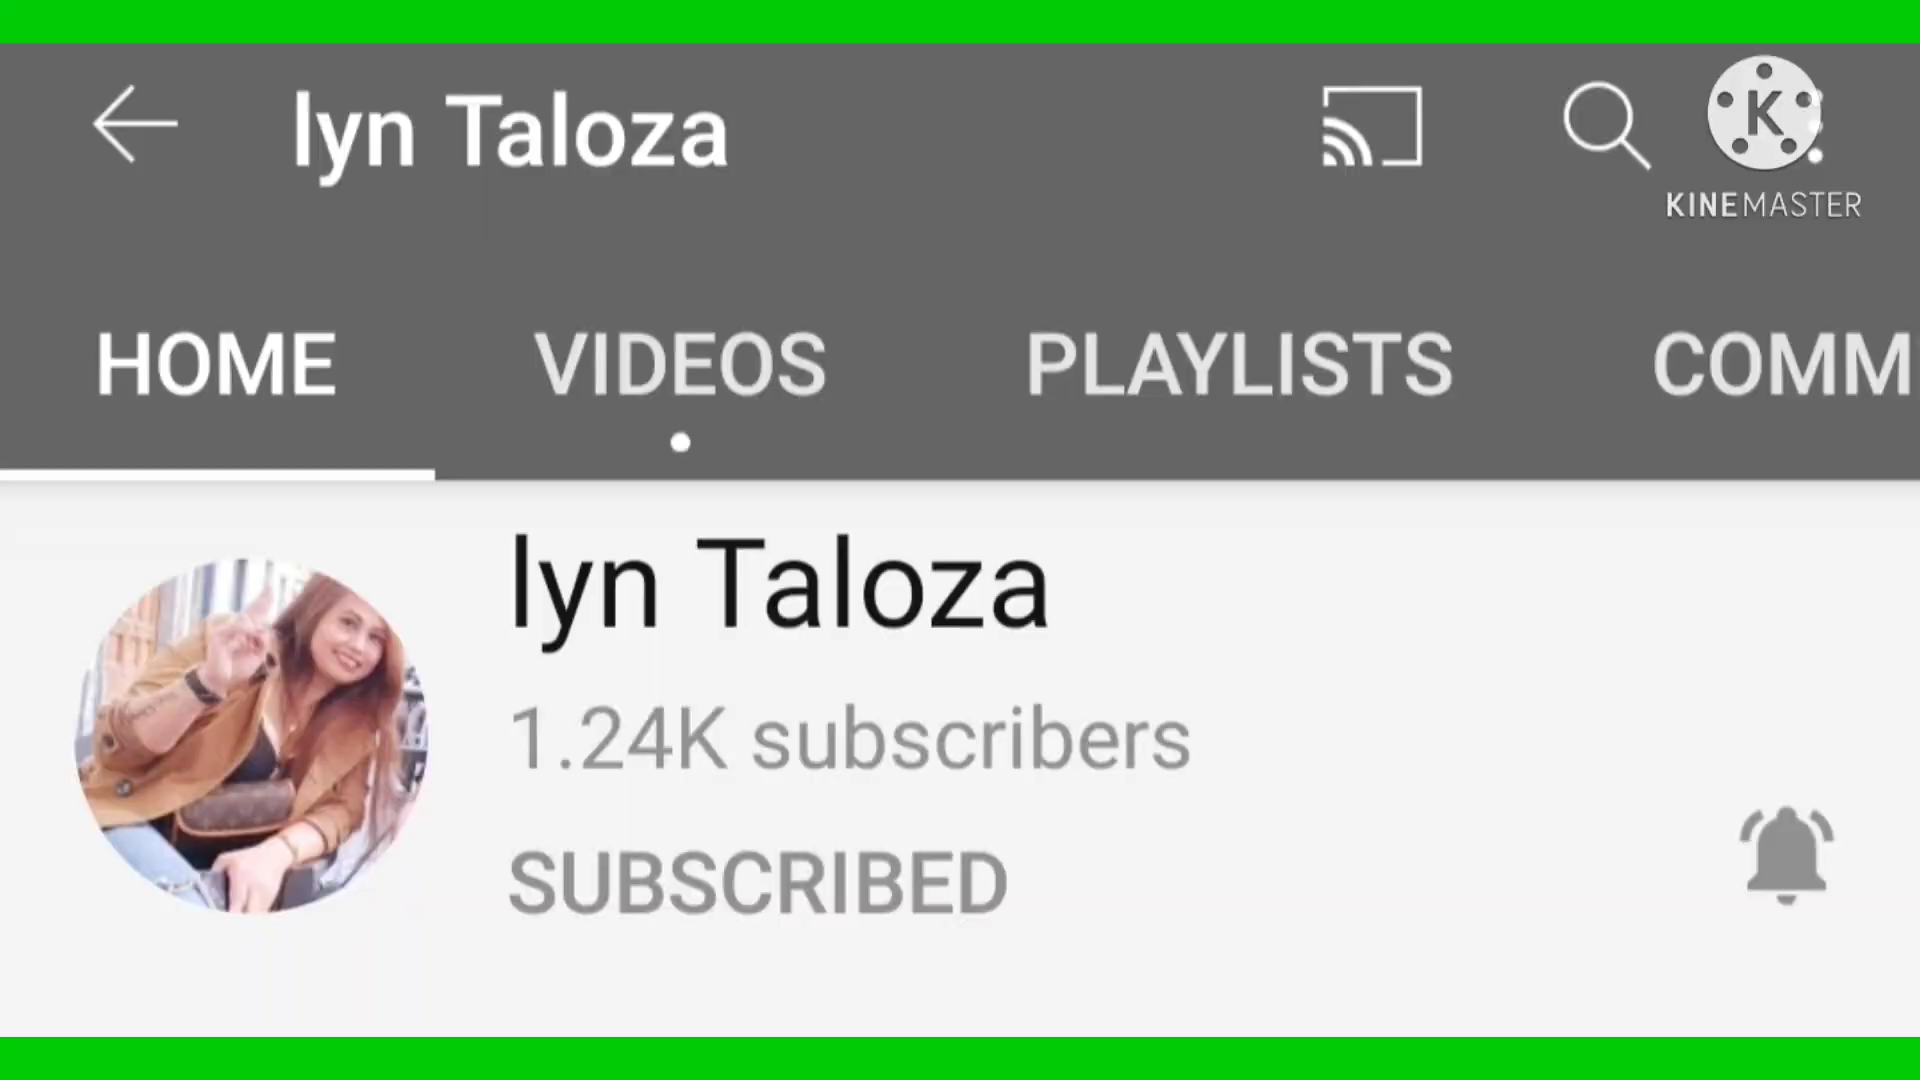 lyn Taloza
K
KINEMASTER
HOME VIDEOS PLAYLISTS COMM
lyn Taloza
1.24K subscribers
SUBSCRIBED